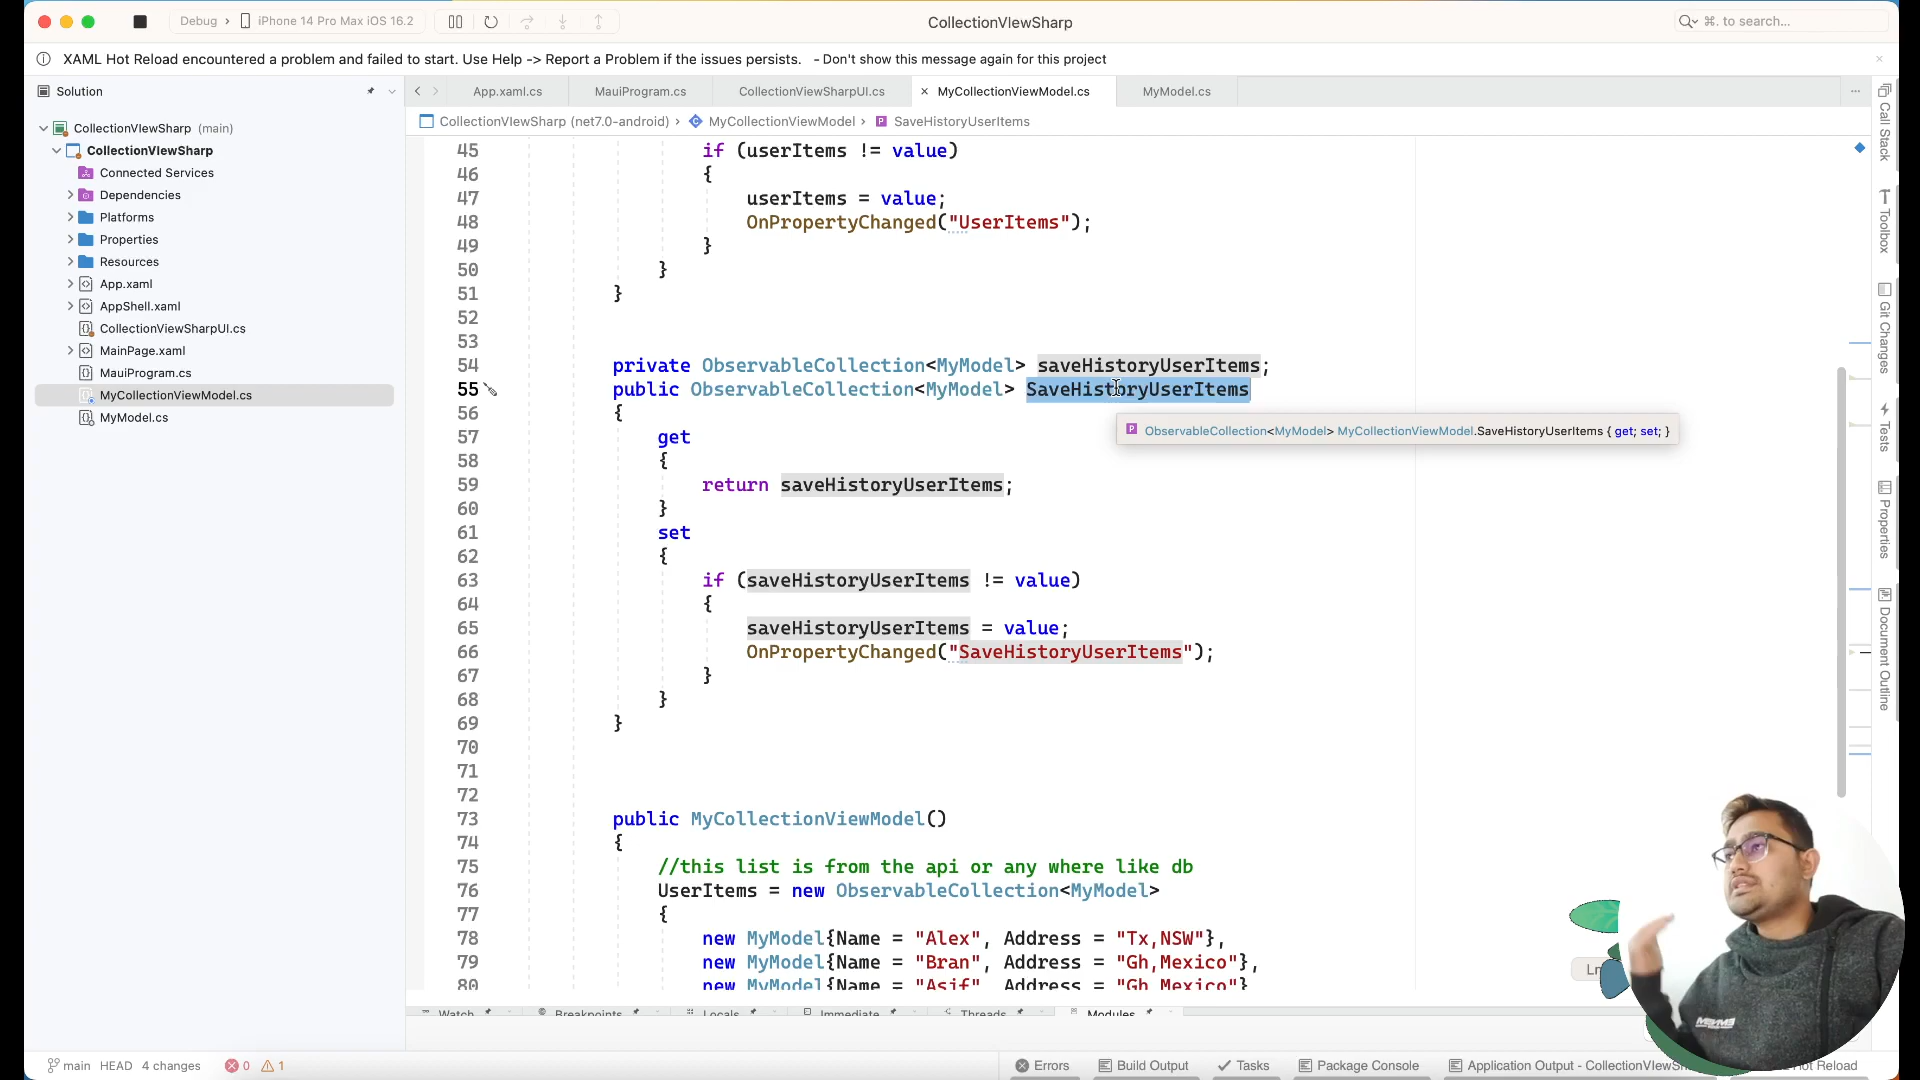 Debug
iPhone 14 Pro Max iOS 16.2
CollectionVIewSharp
⌘. to search...
XAML Hot Reload encountered a problem and failed to start. Use Help -> Report a Problem if the issues persists. - Don't show this message again for this project
Solution
App.xaml.cs
MauiProgram.cs
CollectionViewSharpUI.cs
MyCollectionViewModel.cs
MyModel.cs
CollectionVIewSharp (net7.0-android) › MyCollectionViewModel › SaveHistoryUserItems
CollectionVIewSharp (main)
CollectionVIewSharp
Connected Services
Dependencies
Platforms
Properties
Resources
App.xaml
AppShell.xaml
CollectionViewSharpUI.cs
MainPage.xaml
MauiProgram.cs
MyCollectionViewModel.cs
MyModel.cs
45 if (userItems != value)
46 {
47 userItems = value;
48 OnPropertyChanged("UserItems");
49 }
50 }
51 }
52
53
54 private ObservableCollection<MyModel> saveHistoryUserItems;
55 public ObservableCollection<MyModel> SaveHistoryUserItems
56 {
ObservableCollection<MyModel> MyCollectionViewModel.SaveHistoryUserItems { get; set; }
57 get
58 {
59 return saveHistoryUserItems;
60 }
61 set
62 {
63 if (saveHistoryUserItems != value)
64 {
65 saveHistoryUserItems = value;
66 OnPropertyChanged("SaveHistoryUserItems");
67 }
68 }
69 }
70
71
72
73 public MyCollectionViewModel()
74 {
75 //this list is from the api or any where like db
76 UserItems = new ObservableCollection<MyModel>
77 {
78 new MyModel{Name = "Alex", Address = "Tx,NSW"},
79 new MyModel{Name = "Bran", Address = "Gh,Mexico"},
80 new MyModel{Name = "Asif", Address = "Gh,Mexico"}
Call Stack
Toolbox
Git Changes
Tests
Properties
Document Outline
Watch
Breakpoints
Locals
Immediate
Threads
Modules
main HEAD 4 changes
0
1
Errors
Build Output
Tasks
Package Console
Application Output - CollectionVIewSh
Hot Reload